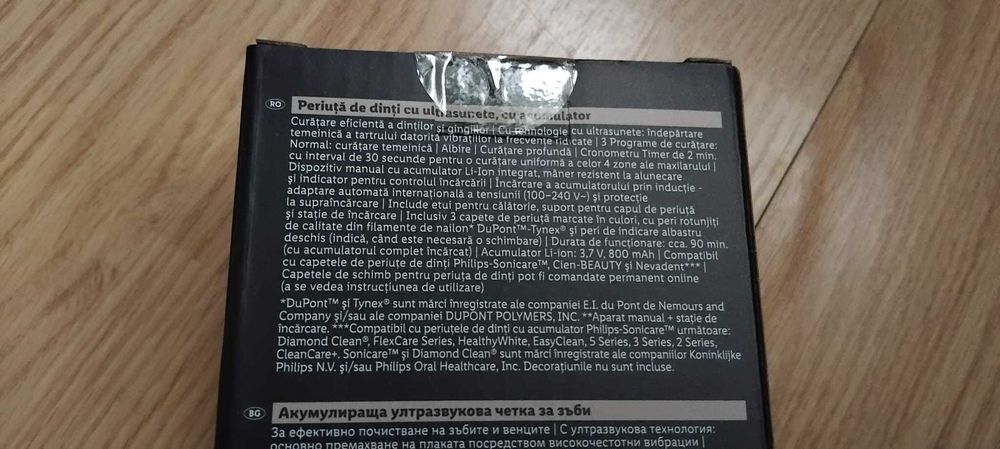 RO Periuță de dinți cu ultrasunete, cu acumulator
Curățare eficientă a dinților și gingiilor | Cu tehnologie cu ultrasunete: îndepărtare
temeinică a tartrului datorită vibrațiilor la frecvențe ridicate | 3 Programe de curățare:
Normal: curățare temeinică | Albire | Curățare profundă | Cronometru Timer de 2 min.
cu interval de 30 secunde pentru o curățare uniformă a celor 4 zone ale maxilarului |
Dispozitiv manual cu acumulator Li-Ion integrat, mâner rezistent la alunecare
și indicator pentru controlul încărcării | Încărcare a acumulatorului prin inducție -
adaptare automată internațională a tensiunii (100–240 V~) și protecție
la supraîncărcare | Include etui pentru călătorie, suport pentru capul de periuță
și stație de încărcare | Inclusiv 3 capete de periuță marcate în culori, cu peri rotunjiți
de calitate din filamente de nailon* DuPont™-Tynex® și peri de indicare albastru
deschis (indică, când este necesară o schimbare) | Durata de funcționare: cca. 90 min.
(cu acumulatorul complet încărcat) | Acumulator Li-Ion: 3,7 V, 800 mAh | Compatibil
cu capetele de periuțe de dinți Philips-Sonicare™, Cien-BEAUTY și Nevadent*** |
Capetele de schimb pentru periuța de dinți pot fi comandate permanent online
(a se vedea instrucțiunea de utilizare)
*DuPont™ și Tynex® sunt mărci înregistrate ale companiei E.I. du Pont de Nemours and
Company și/sau ale companiei DUPONT POLYMERS, INC. **Aparat manual + stație de
încărcare. ***Compatibil cu periuțele de dinți cu acumulator Philips-Sonicare™ următoare:
Diamond Clean®, FlexCare Series, HealthyWhite, EasyClean, 5 Series, 3 Series, 2 Series,
CleanCare+. Sonicare™ și Diamond Clean® sunt mărci înregistrate ale companiilor Koninklijke
Philips N.V. și/sau Philips Oral Healthcare, Inc. Decorațiunile nu sunt incluse.
BG Акумулираща ултразвукова четка за зъби
За ефективно почистване на зъбите и венците | С ултразвукова технология:
основно премахване на плаката посредством високочестотни вибрации |